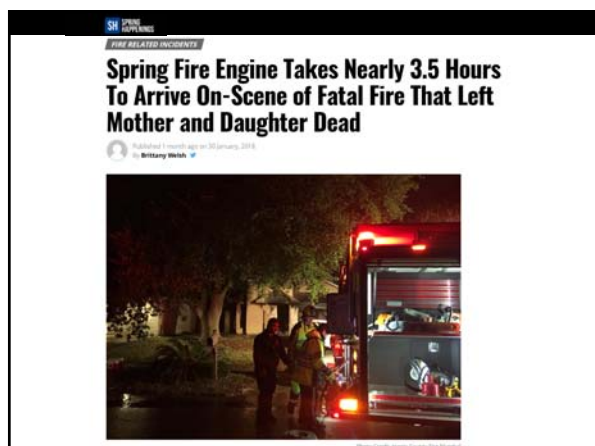 SH SPRING
HAPPENINGS
FIRE RELATED INCIDENTS
Spring Fire Engine Takes Nearly 3.5 Hours
To Arrive On-Scene of Fatal Fire That Left
Mother and Daughter Dead
Published 1 month ago on 30 January, 2018
By Brittany Welsh